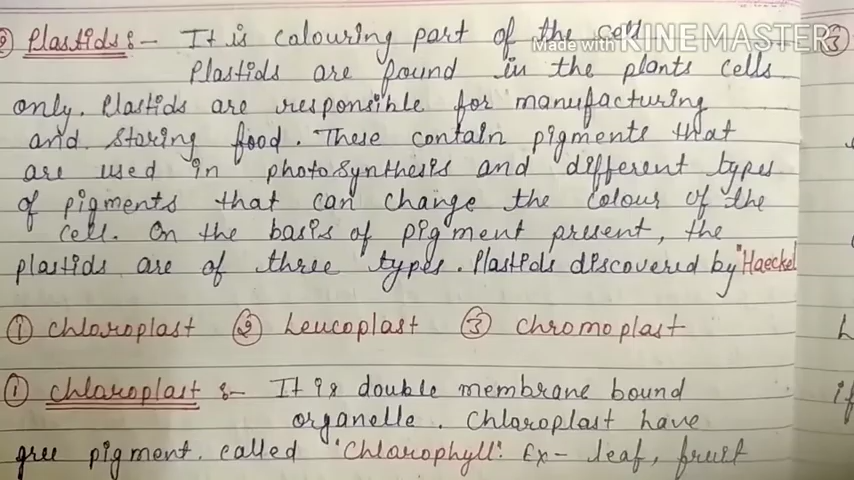 ② Plastids :- It is colouring part of the cell
Made with KINEMASTER
Plastids are found in the plants cells
only. Plastids are responsible for manufacturing
and storing food. These contain pigments that
are used in photosynthesis and different types
of pigments that can change the colour of the
cell. On the basis of pigment present, the
plastids are of three types. Plastids discovered by "Haeckel
① Chloroplast ② Leucoplast ③ Chromoplast
① Chloroplast :- It is double membrane bound
organelle. Chloroplast have
gree pigment. called 'Chlorophyll'. Ex- leaf, fruit
③